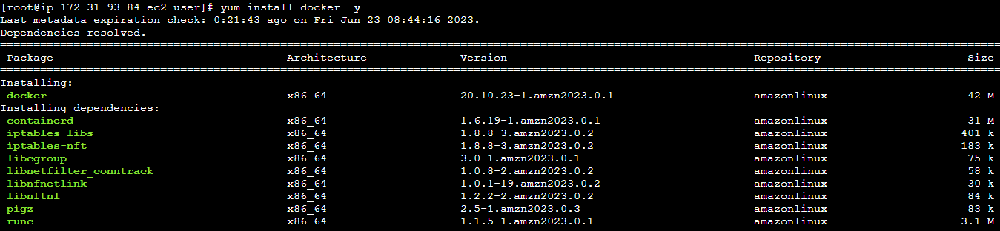 [root@ip-172-31-93-84 ec2-user]# yum install docker -y
Last metadata expiration check: 0:21:43 ago on Fri Jun 23 08:44:16 2023.
Dependencies resolved.
Package Architecture Version Repository Size
Installing:
docker x86_64 20.10.23-1.amzn2023.0.1 amazonlinux 42 M
Installing dependencies:
containerd x86_64 1.6.19-1.amzn2023.0.1 amazonlinux 31 M
iptables-libs x86_64 1.8.8-3.amzn2023.0.2 amazonlinux 401 k
iptables-nft x86_64 1.8.8-3.amzn2023.0.2 amazonlinux 183 k
libcgroup x86_64 3.0-1.amzn2023.0.1 amazonlinux 75 k
libnetfilter_conntrack x86_64 1.0.8-2.amzn2023.0.2 amazonlinux 58 k
libnfnetlink x86_64 1.0.1-19.amzn2023.0.2 amazonlinux 30 k
libnftnl x86_64 1.2.2-2.amzn2023.0.2 amazonlinux 84 k
pigz x86_64 2.5-1.amzn2023.0.3 amazonlinux 83 k
runc x86_64 1.1.5-1.amzn2023.0.1 amazonlinux 3.1 M